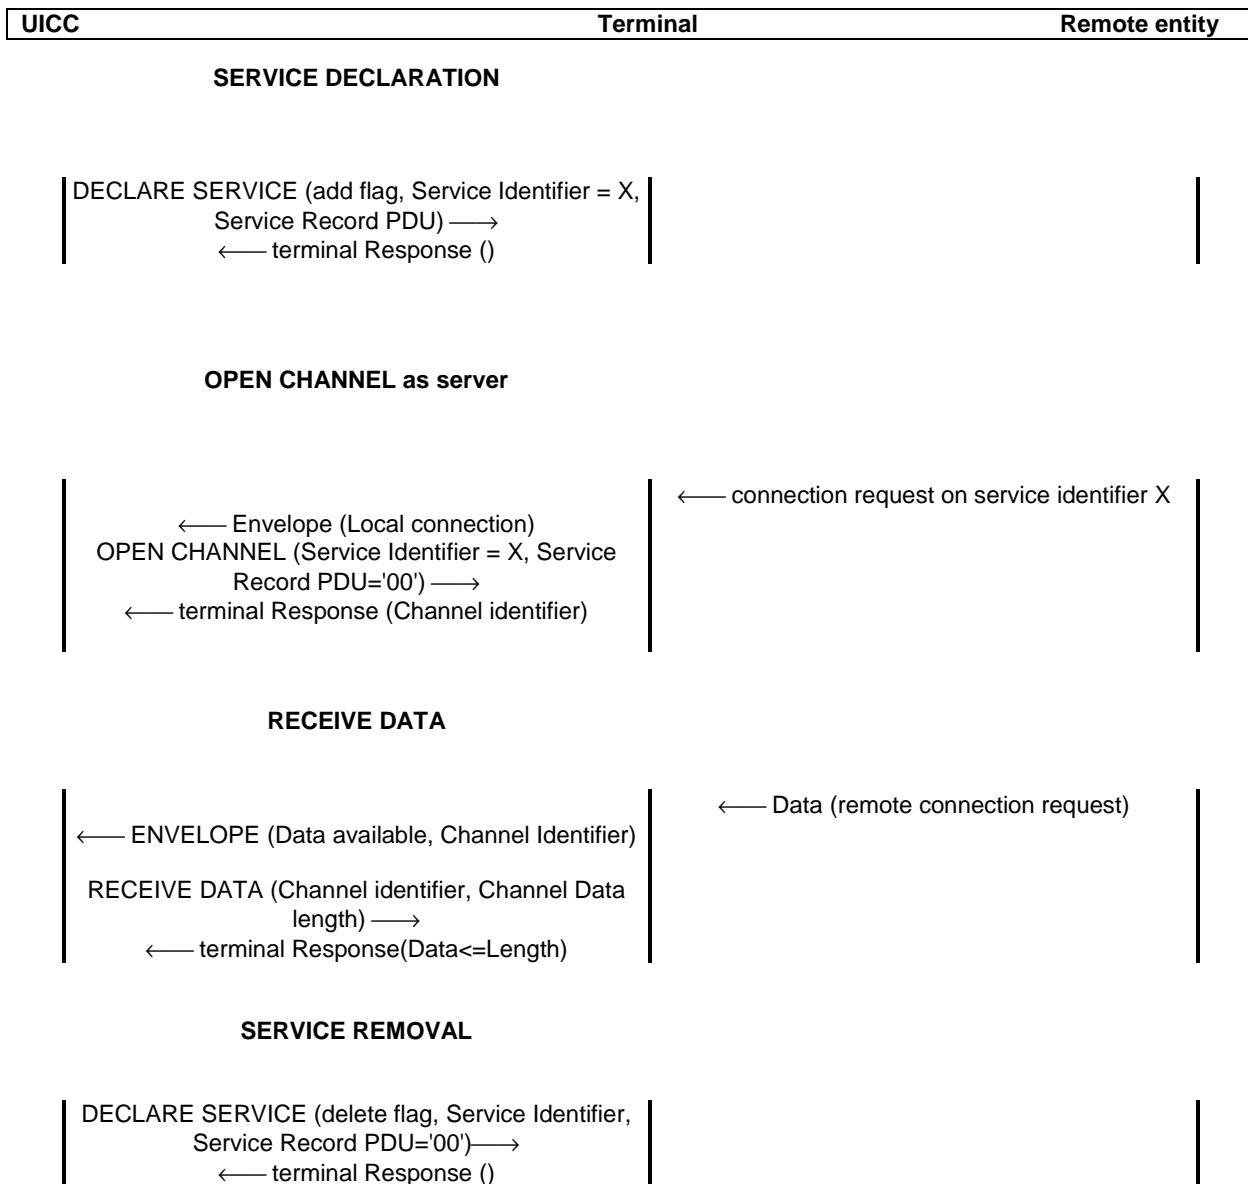 UICC Terminal Remote entity
SERVICE DECLARATION
DECLARE SERVICE (add flag, Service Identifier = X,
Service Record PDU) ⟶
⟵ terminal Response ()
OPEN CHANNEL as server
⟵ connection request on service identifier X
⟵ Envelope (Local connection)
OPEN CHANNEL (Service Identifier = X, Service
Record PDU='00') ⟶
⟵ terminal Response (Channel identifier)
RECEIVE DATA
⟵ Data (remote connection request)
⟵ ENVELOPE (Data available, Channel Identifier)
RECEIVE DATA (Channel identifier, Channel Data
length) ⟶
⟵ terminal Response(Data<=Length)
SERVICE REMOVAL
DECLARE SERVICE (delete flag, Service Identifier,
Service Record PDU='00')⟶
⟵ terminal Response ()